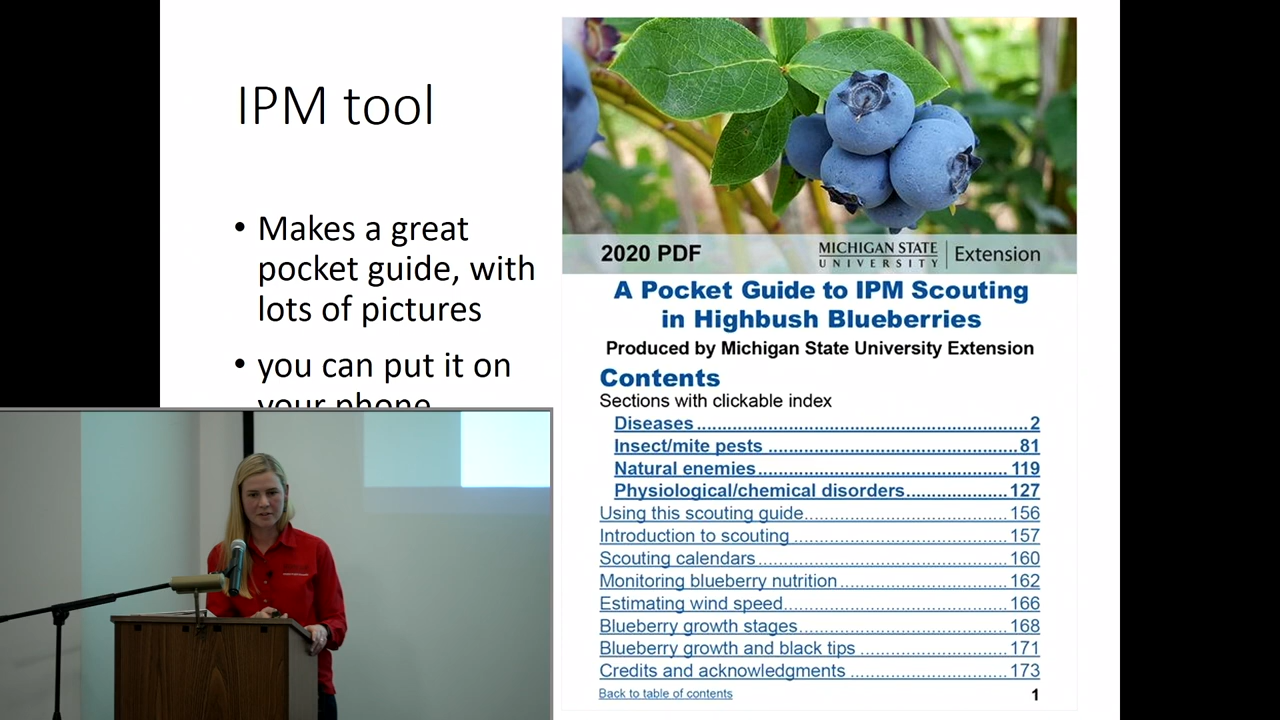 IPM tool
• Makes a great
pocket guide, with
lots of pictures
• you can put it on
your phone
2020 PDF
MICHIGAN STATE
UNIVERSITY
Extension
A Pocket Guide to IPM Scouting
in Highbush Blueberries
Produced by Michigan State University Extension
Contents
Sections with clickable index
Diseases 2
Insect/mite pests 81
Natural enemies 119
Physiological/chemical disorders 127
Using this scouting guide 156
Introduction to scouting 157
Scouting calendars 160
Monitoring blueberry nutrition 162
Estimating wind speed 166
Blueberry growth stages 168
Blueberry growth and black tips 171
Credits and acknowledgments 173
Back to table of contents 1